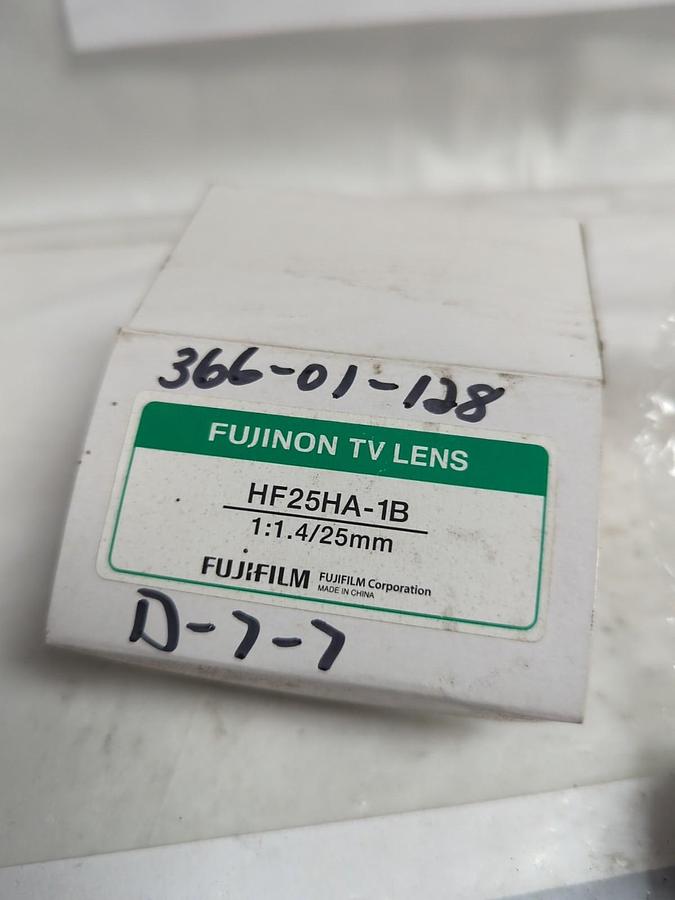 366-01-128
FUJINON TV LENS
HF25HA-1B
1:1.4/25mm
FUJIFILM FUJIFILM Corporation
MADE IN CHINA
D-7-7